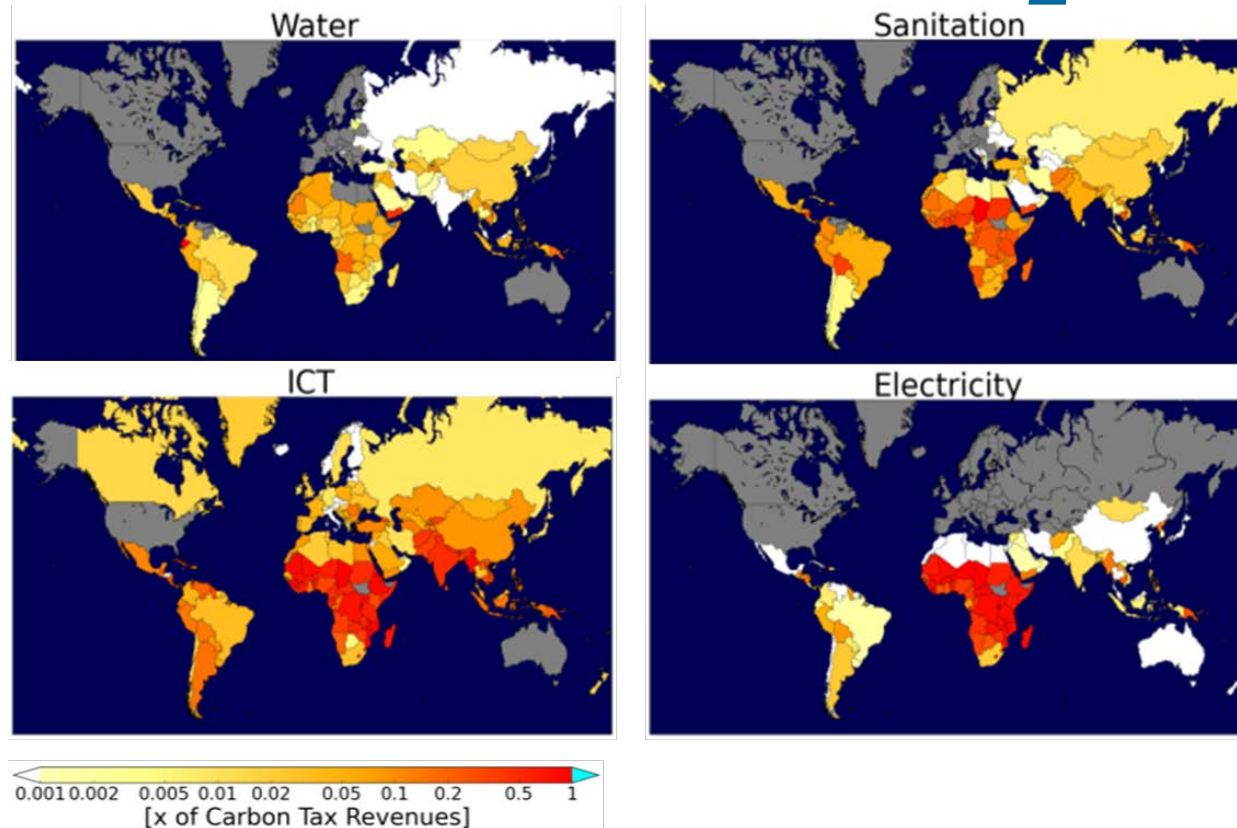 Water
Sanitation
ICT
Electricity
0.001 0.002 0.005 0.01 0.02 0.05 0.1 0.2 0.5 1
[x of Carbon Tax Revenues]